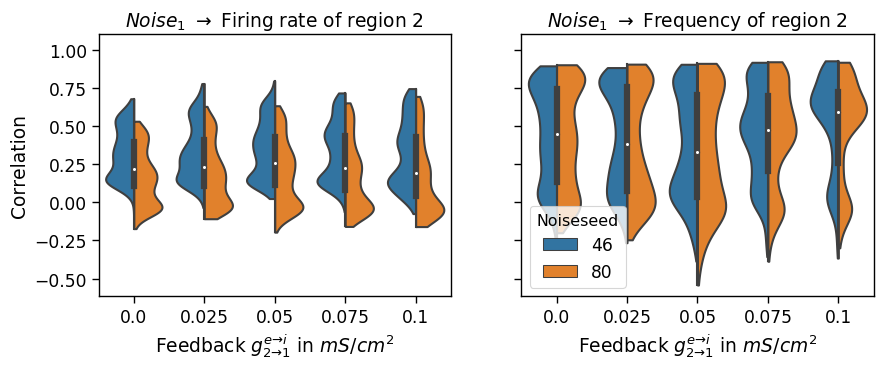 Noise₁ → Firing rate of region 2
Noise₁ → Frequency of region 2
Correlation
1.00
0.75
0.50
0.25
0.00
−0.25
−0.50
0.0 0.025 0.05 0.075 0.1
Feedback g_{2→1}^{e→i} in mS/cm²
Noiseseed
46
80
0.0 0.025 0.05 0.075 0.1
Feedback g_{2→1}^{e→i} in mS/cm²